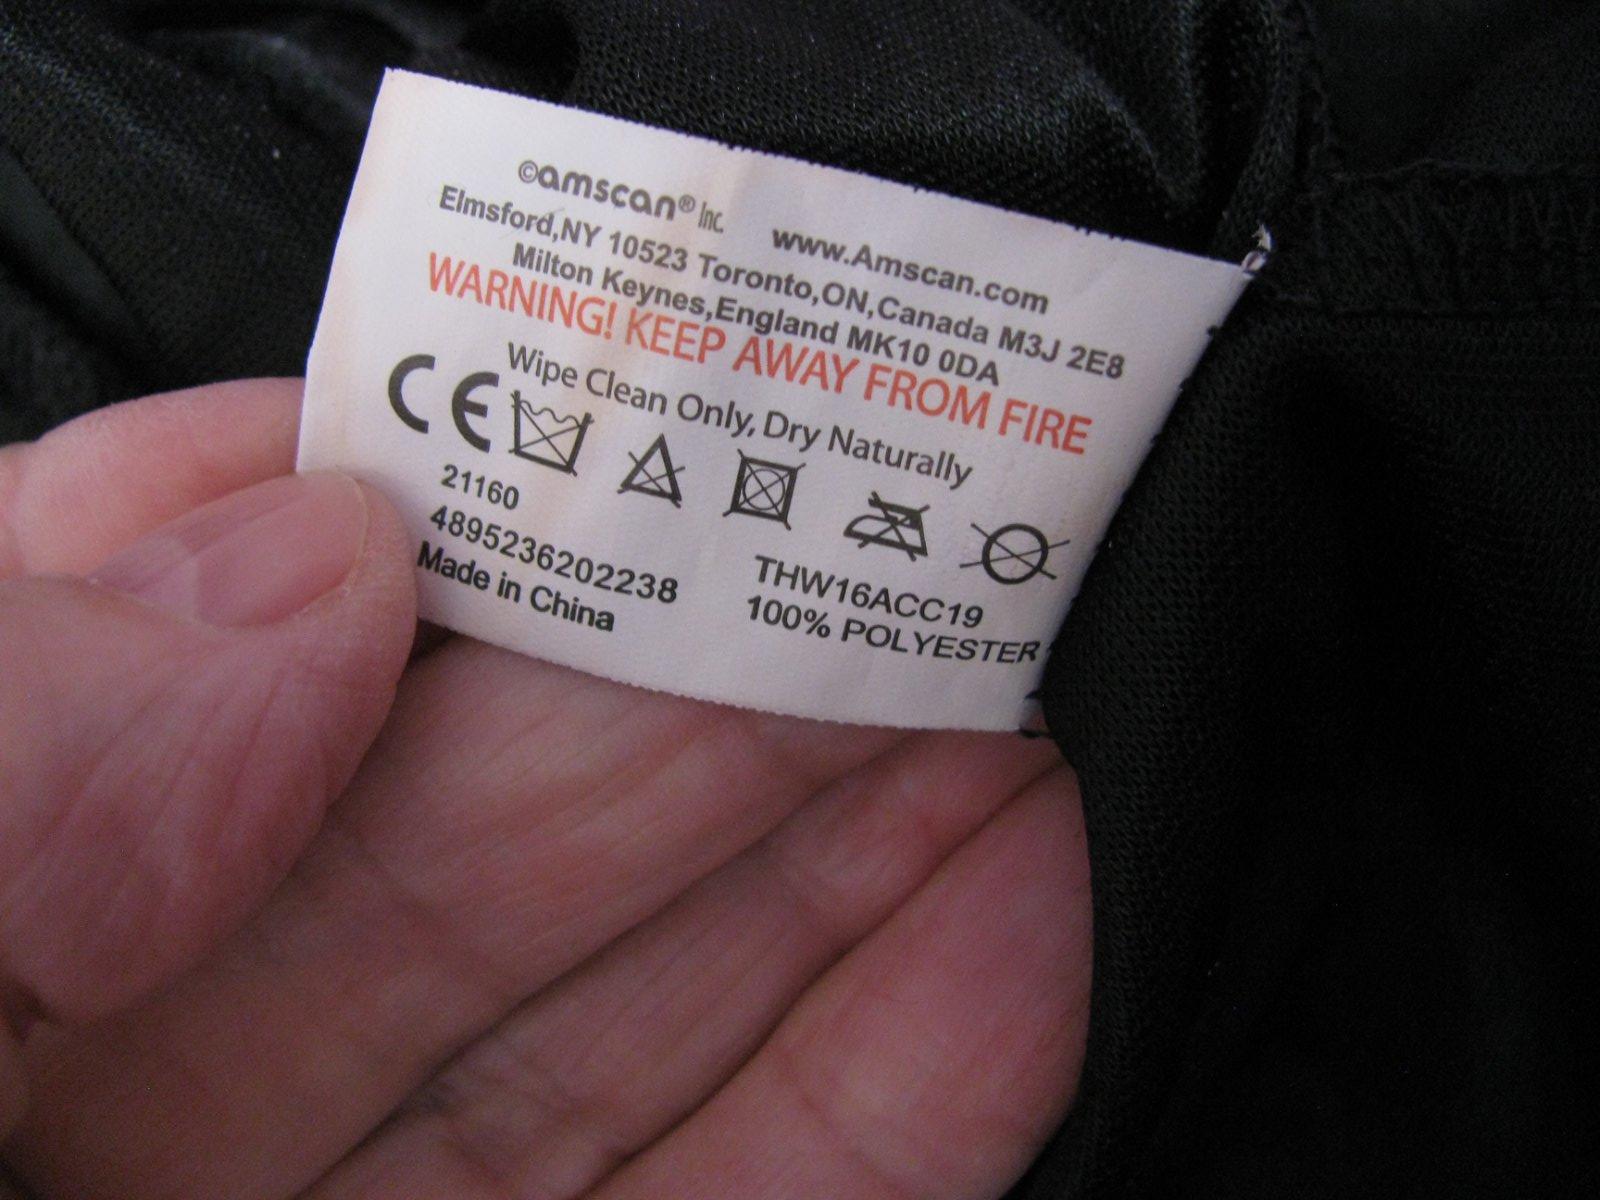 ©amscan® Inc. www.Amscan.com
Elmsford,NY 10523 Toronto,ON,Canada M3J 2E8
Milton Keynes,England MK10 0DA
WARNING! KEEP AWAY FROM FIRE
Wipe Clean Only, Dry Naturally
CE
21160
4895236202238
Made in China
THW16ACC19
100% POLYESTER